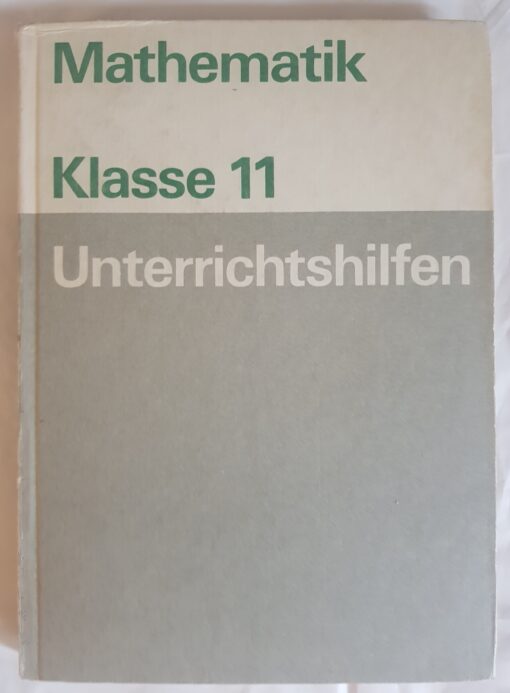 Mathematik
Klasse 11
Unterrichtshilfen